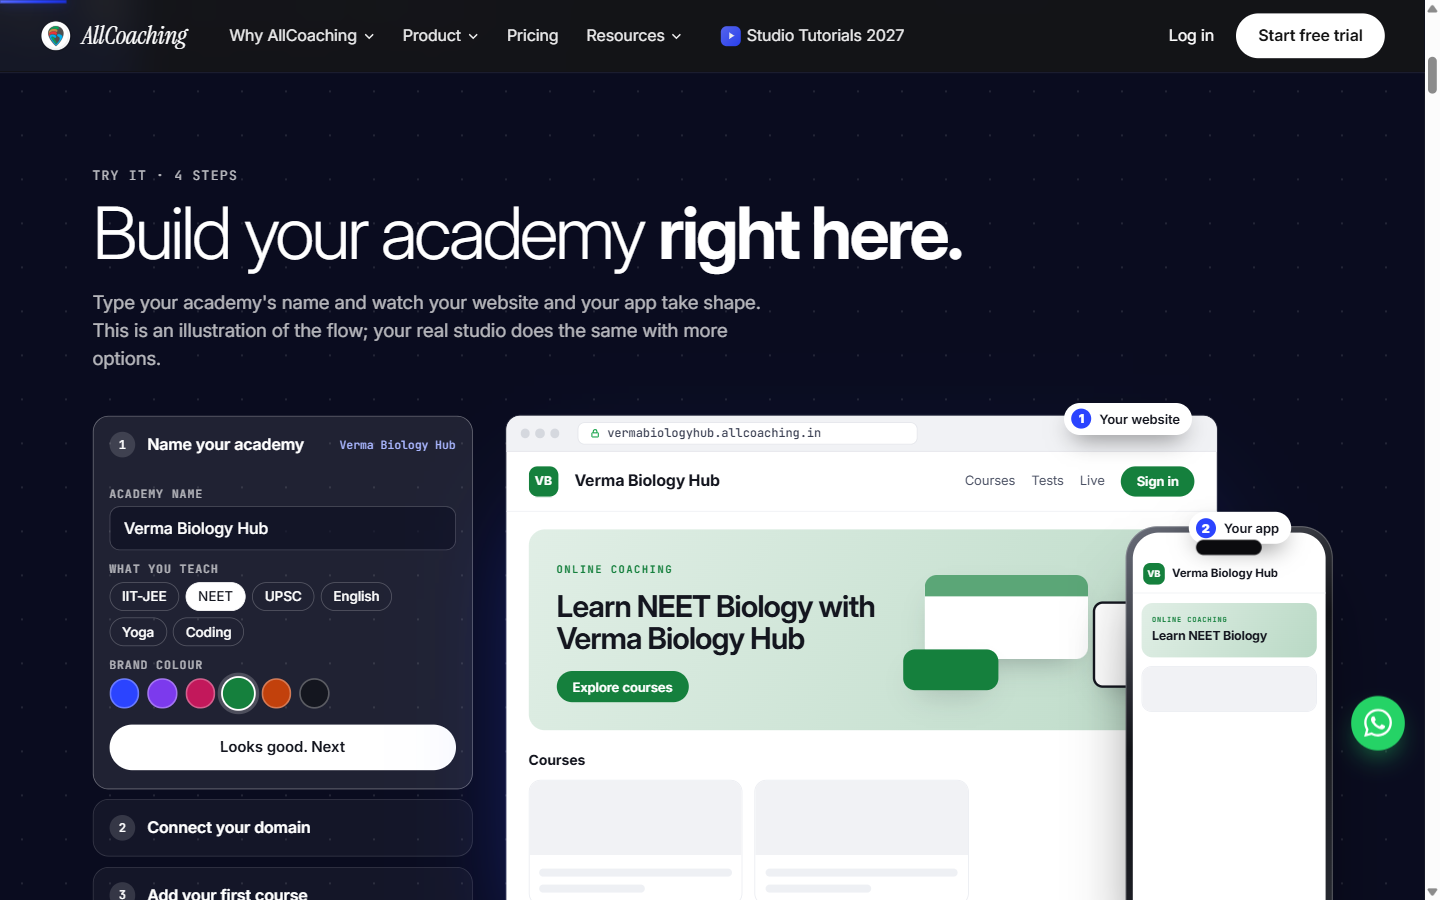 AllCoaching
Why AllCoaching
Product
Pricing
Resources
Studio Tutorials 2027
Log in
Start free trial
TRY IT · 4 STEPS
Build your academy right here.
Type your academy's name and watch your website and your app take shape.
This is an illustration of the flow; your real studio does the same with more
options.
1 Name your academy Verma Biology Hub
ACADEMY NAME
Verma Biology Hub
WHAT YOU TEACH
IIT-JEE NEET UPSC English
Yoga Coding
BRAND COLOUR
Looks good. Next
2 Connect your domain
3 Add your first course
vermabiologyhub.allcoaching.in
1 Your website
VB Verma Biology Hub
Courses Tests Live Sign in
ONLINE COACHING
Learn NEET Biology with
Verma Biology Hub
Explore courses
Courses
2 Your app
VB Verma Biology Hub
ONLINE COACHING
Learn NEET Biology